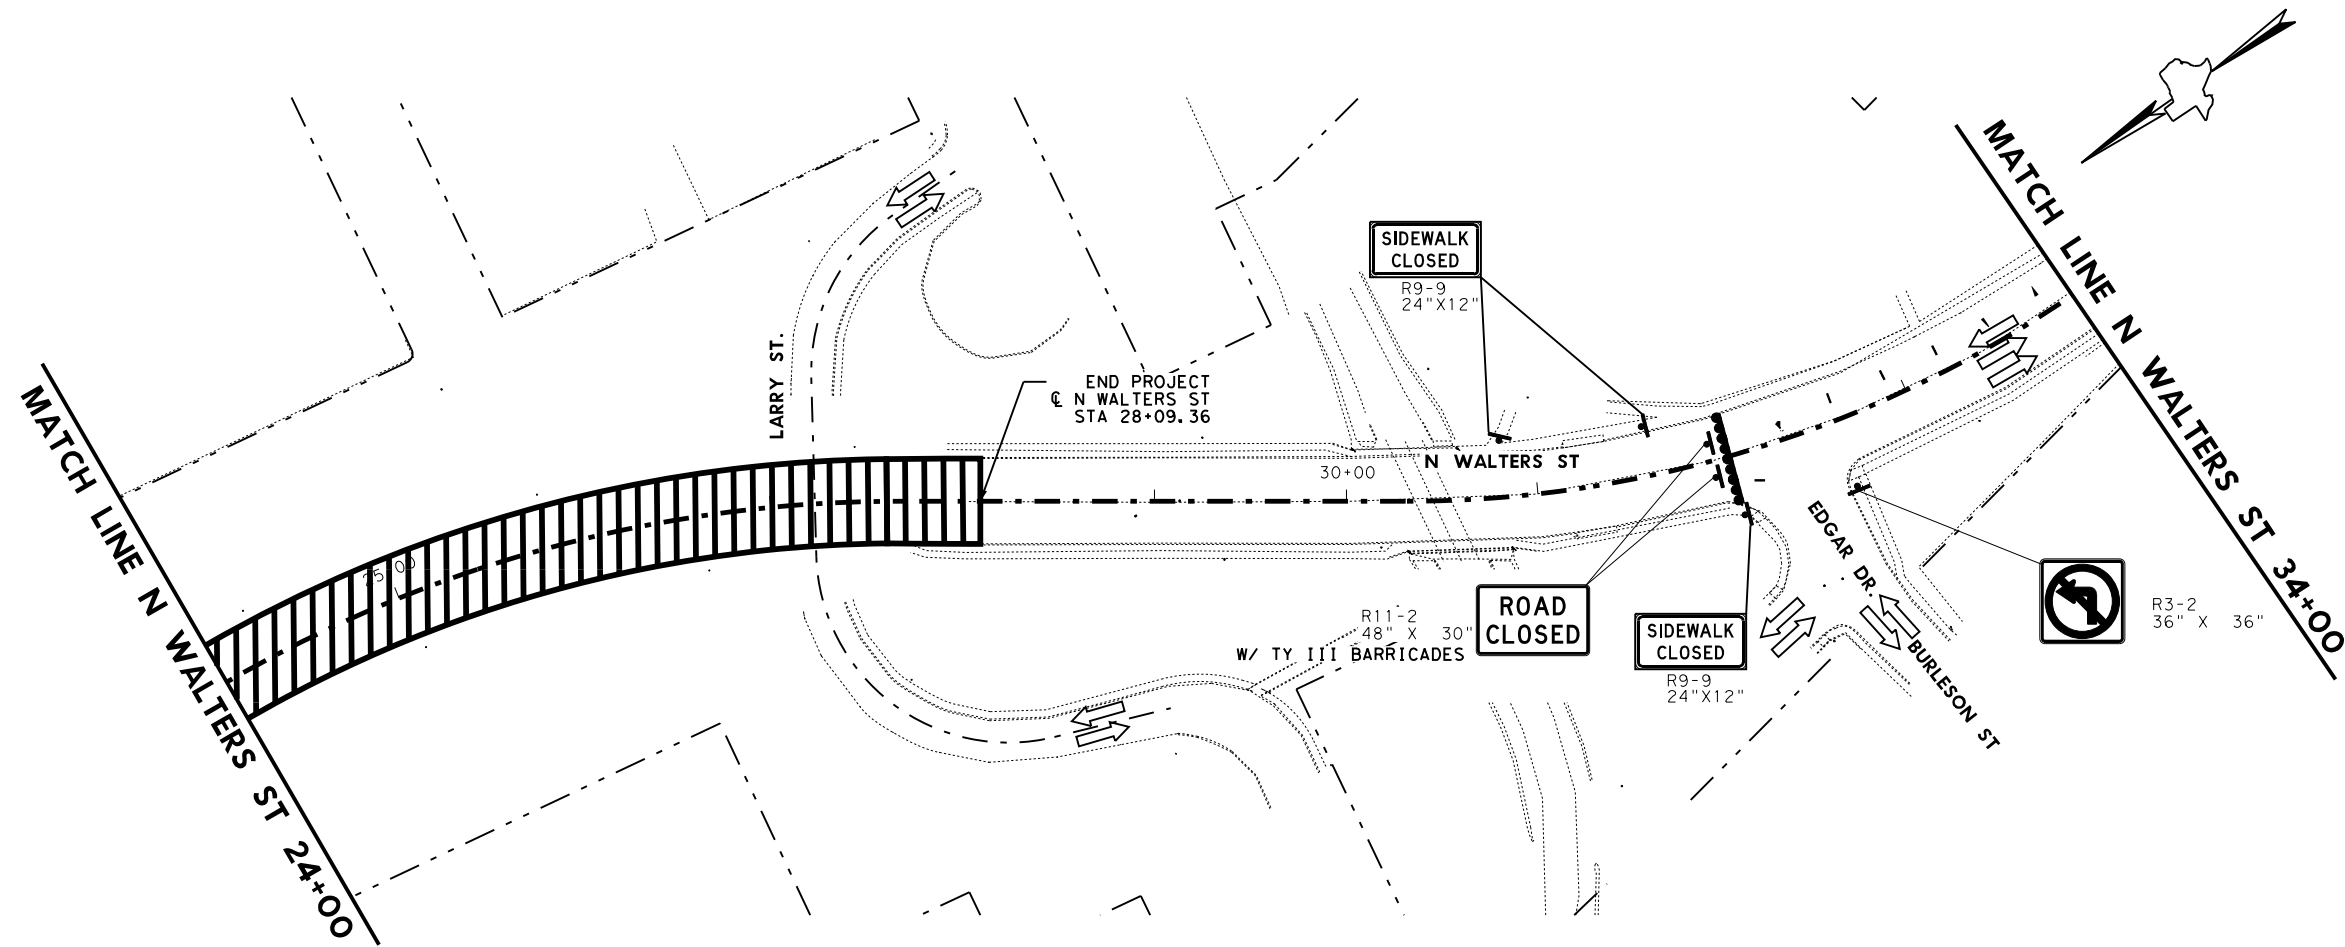 MATCH LINE N WALTERS ST 24+00
25+00
LARRY ST.
END PROJECT
℄ N WALTERS ST
STA 28+09.36
SIDEWALK
CLOSED
R9-9
24"X12"
30+00
N WALTERS ST
R11-2
48" X 30"
W/ TY III BARRICADES
ROAD
CLOSED
SIDEWALK
CLOSED
R9-9
24"X12"
EDGAR DR.
BURLESON ST
R3-2
36" X 36"
MATCH LINE N WALTERS ST 34+00